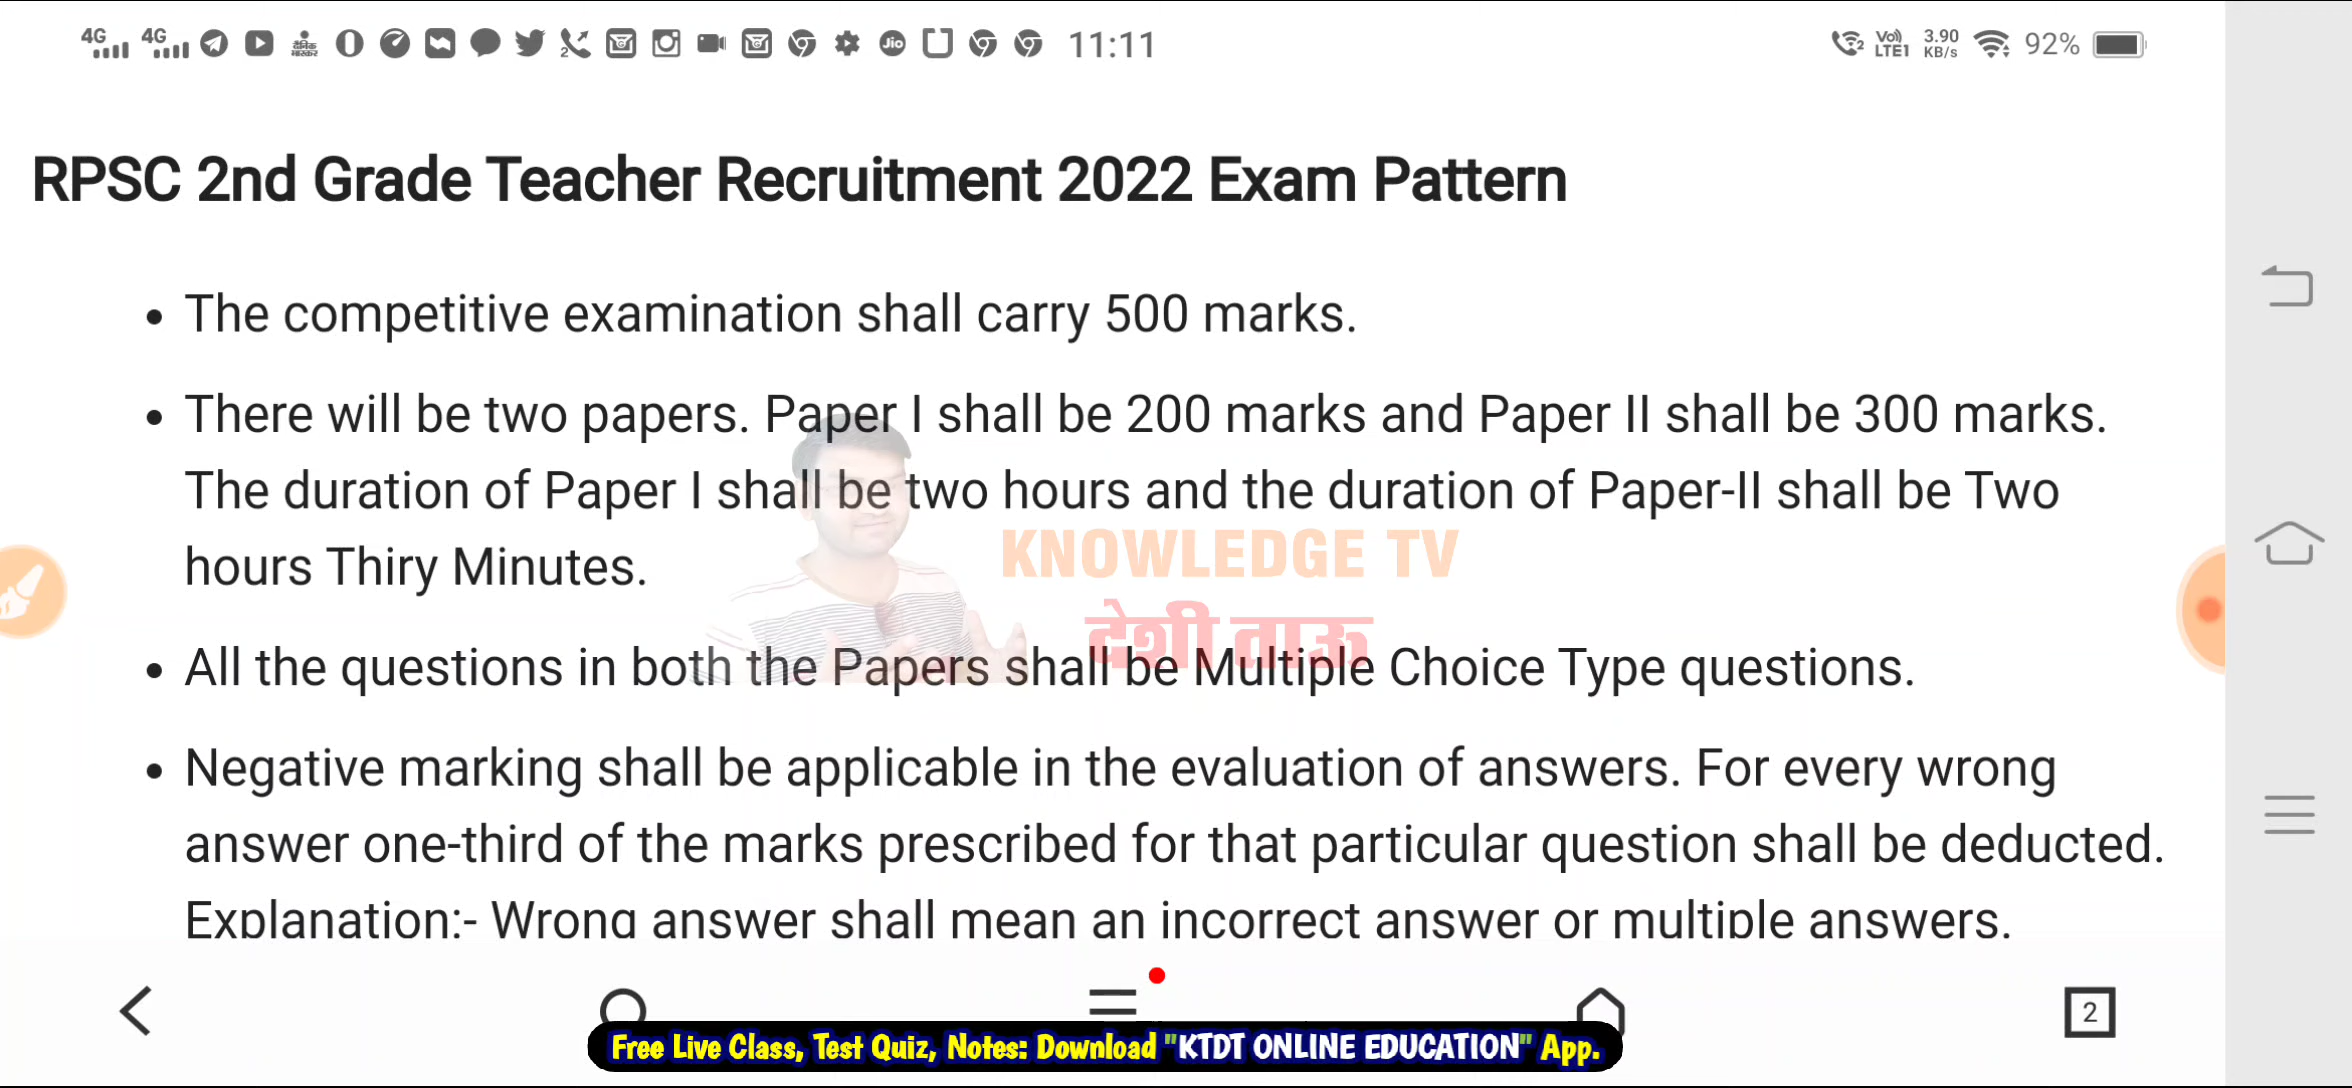 4G 4G दैनिक भास्कर 2 Jio 11:11 2 Vo) LTE1 3.90 KB/s 92%
RPSC 2nd Grade Teacher Recruitment 2022 Exam Pattern
• The competitive examination shall carry 500 marks.
• There will be two papers. Paper I shall be 200 marks and Paper II shall be 300 marks.
The duration of Paper I shall be two hours and the duration of Paper-II shall be Two
hours Thiry Minutes.
KNOWLEDGE TV
देशी ताऊ
• All the questions in both the Papers shall be Multiple Choice Type questions.
• Negative marking shall be applicable in the evaluation of answers. For every wrong
answer one-third of the marks prescribed for that particular question shall be deducted.
Explanation:- Wrong answer shall mean an incorrect answer or multiple answers.
2
Free Live Class, Test Quiz, Notes: Download "KTDT ONLINE EDUCATION" App.